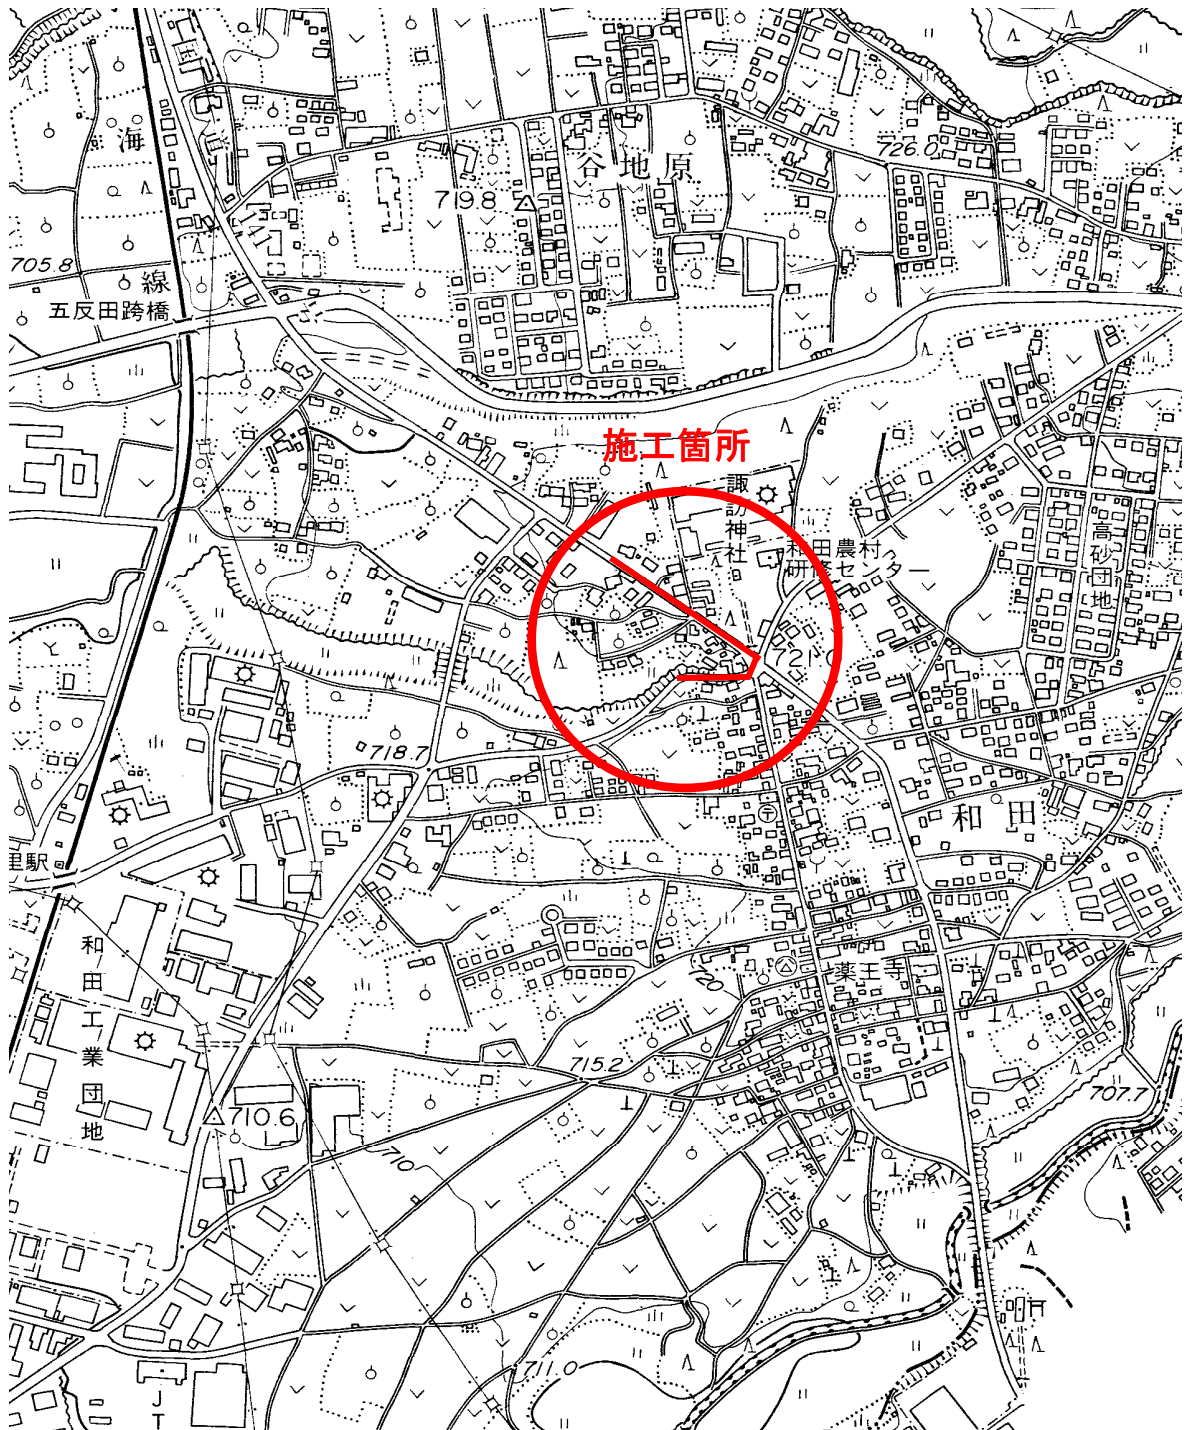 海
線
谷地原
726.0
719.8
705.8
五反田跨橋
施工箇所
諏訪神社
和田農村
研修センター
高砂団地
721.0
718.7
和田
里駅
和田工業団地
薬王寺
720
715.2
707.7
710.6
710
711.0
JT